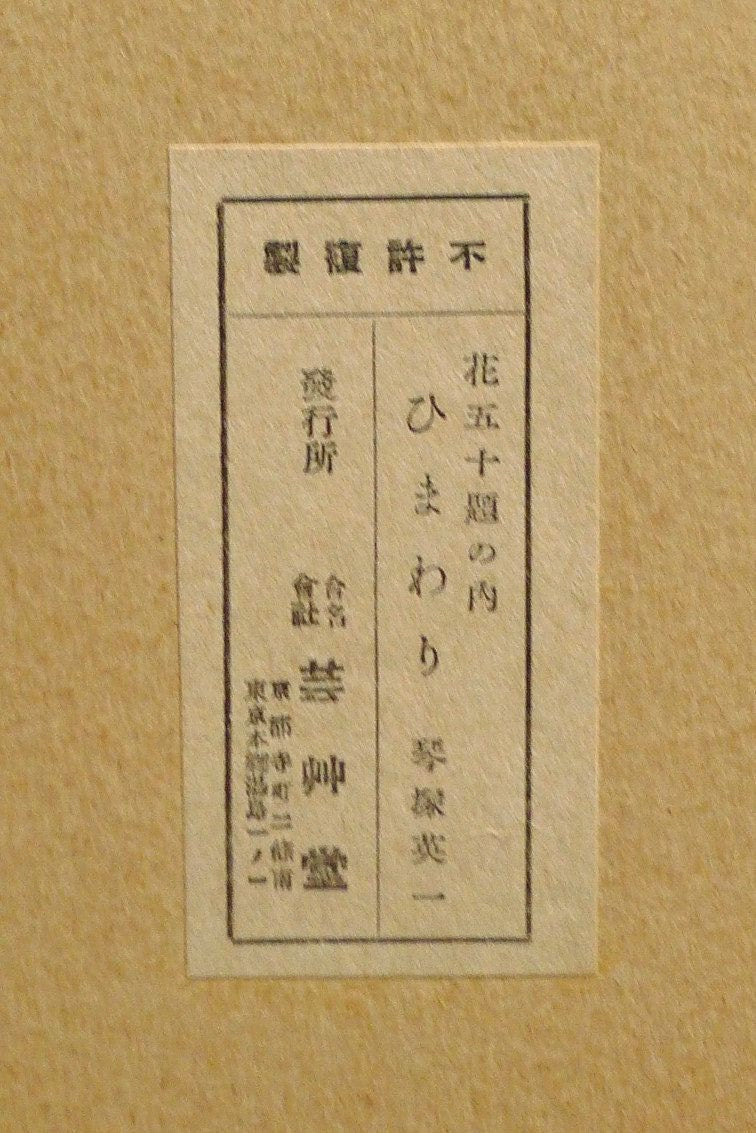 不許複製
花五十題の内
ひまわり 琴塚英一
發行所
合名
會社
芸艸堂
京都寺町二條南
東京本郷湯島一ノ一